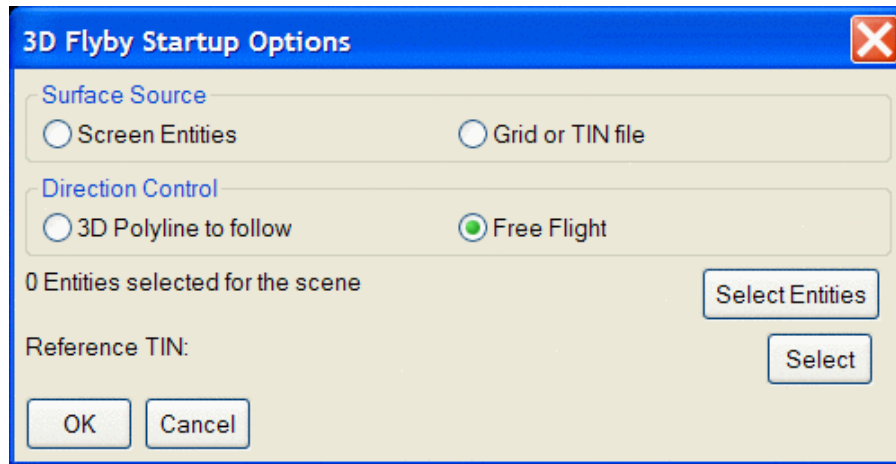 3D Flyby Startup Options
Surface Source
Screen Entities
Grid or TIN file
Direction Control
3D Polyline to follow
Free Flight
0 Entities selected for the scene
Select Entities
Reference TIN:
Select
OK
Cancel